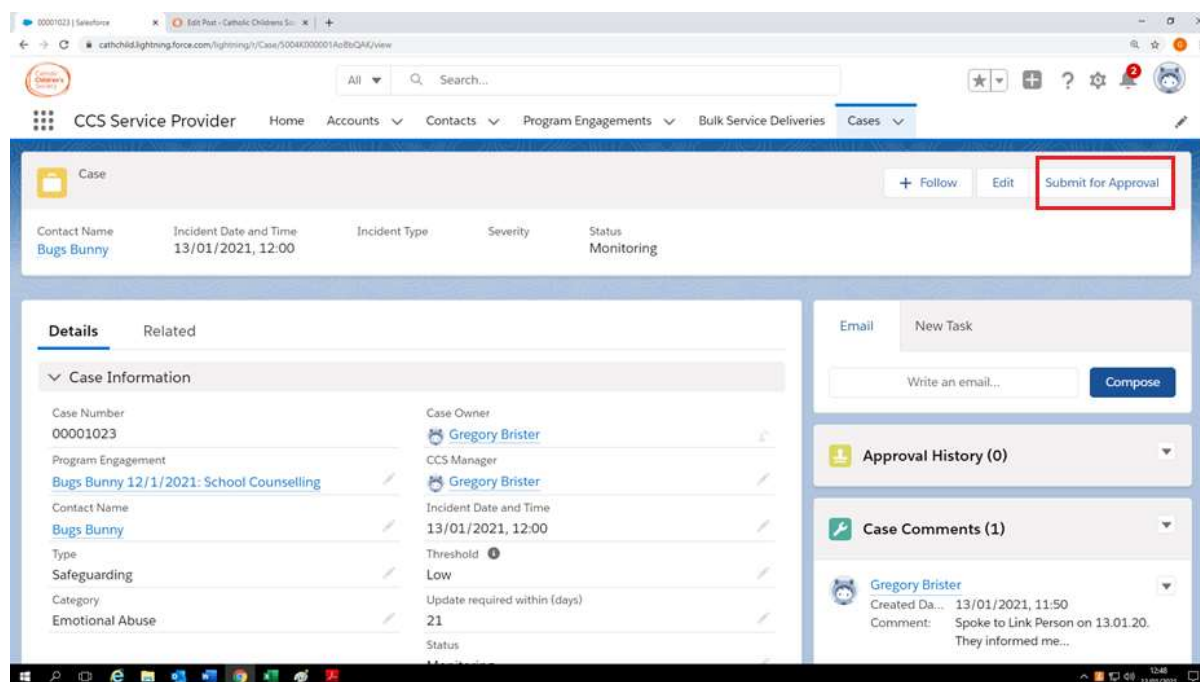 00001023 | Salesforce
Edit Post - Catholic Childrens So
cathchild.lightning.force.com/lightning/r/Case/5004K000001AoBbQAK/view
Catholic Children's Society
All
Search...
2
CCS Service Provider Home Accounts Contacts Program Engagements Bulk Service Deliveries Cases
Case
+ Follow Edit Submit for Approval
Contact Name Incident Date and Time Incident Type Severity Status
Bugs Bunny 13/01/2021, 12:00 Monitoring
Details Related
Case Information
Case Number
00001023
Program Engagement
Bugs Bunny 12/1/2021: School Counselling
Contact Name
Bugs Bunny
Type
Safeguarding
Category
Emotional Abuse
Case Owner
Gregory Brister
CCS Manager
Gregory Brister
Incident Date and Time
13/01/2021, 12:00
Threshold
Low
Update required within (days)
21
Status
Monitoring
Email New Task
Write an email...
Compose
Approval History (0)
Case Comments (1)
Gregory Brister
Created Da... 13/01/2021, 11:50
Comment: Spoke to Link Person on 13.01.20.
They informed me...
12:48